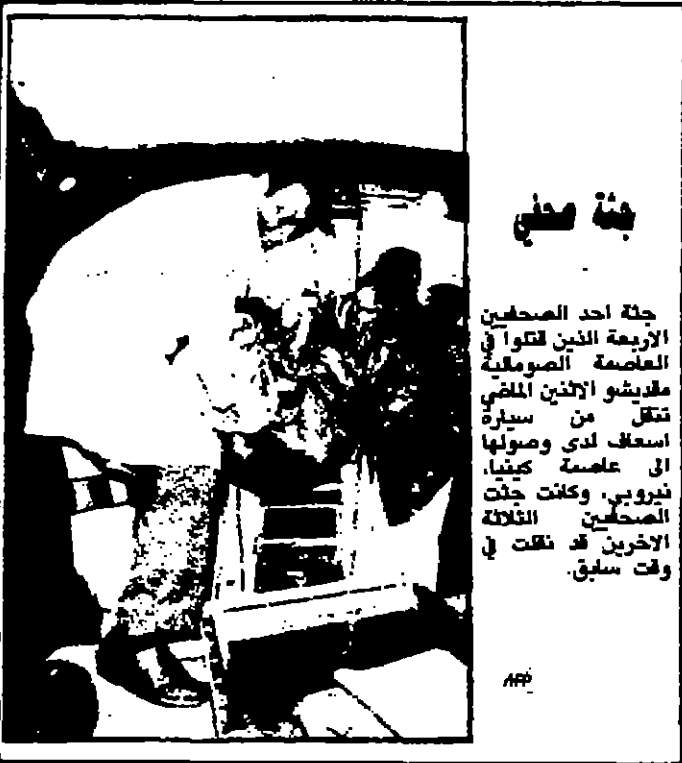 جثة صحفي
جثة احد الصحفيين
الاربعة الذين قتلوا في
العاصمة الصومالية
مقديشو الاثنين الماضي
تنقل من سيارة
اسعاف لدى وصولها
الى عاصمة كينيا،
نيروبي. وكانت جثث
الصحفيين الثلاثة
الاخرين قد نقلت في
وقت سابق.
AFP